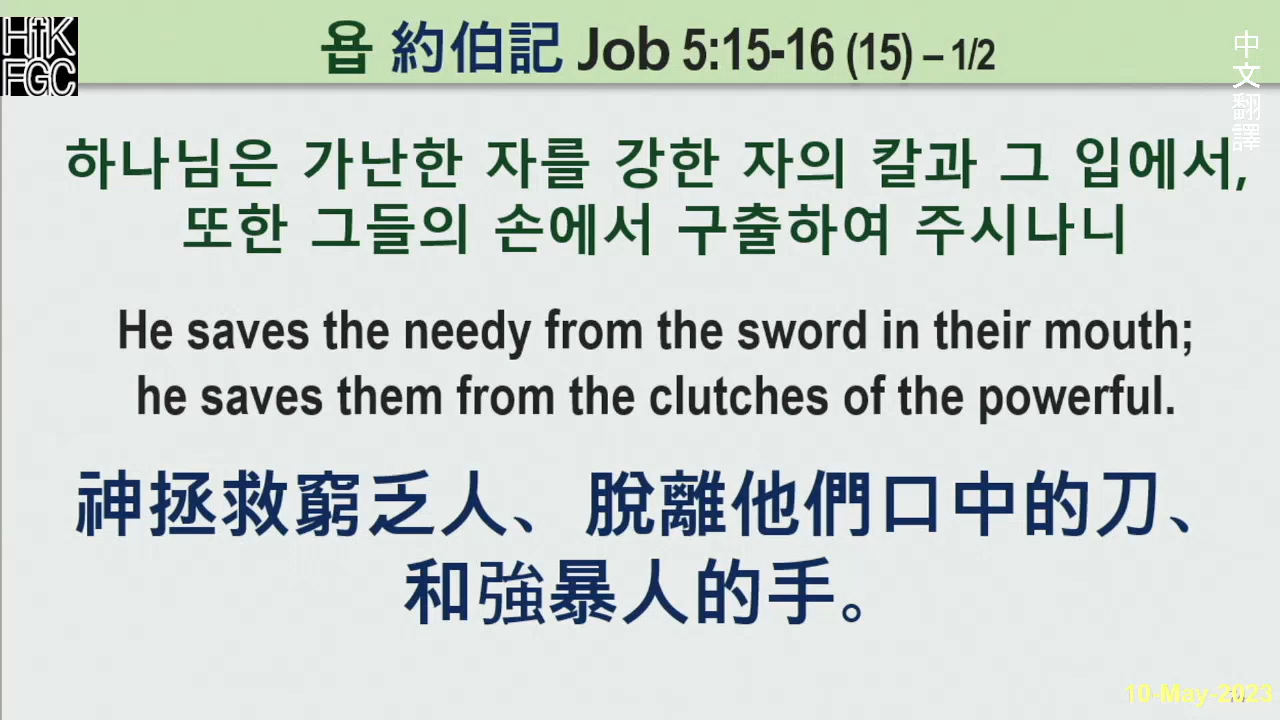 HfK
FGC
욥 約伯記 Job 5:15-16 (15) – 1/2
中文翻譯
하나님은 가난한 자를 강한 자의 칼과 그 입에서,
또한 그들의 손에서 구출하여 주시나니
He saves the needy from the sword in their mouth;
he saves them from the clutches of the powerful.
神拯救窮乏人、脫離他們口中的刀、
和強暴人的手。
10-May-2023